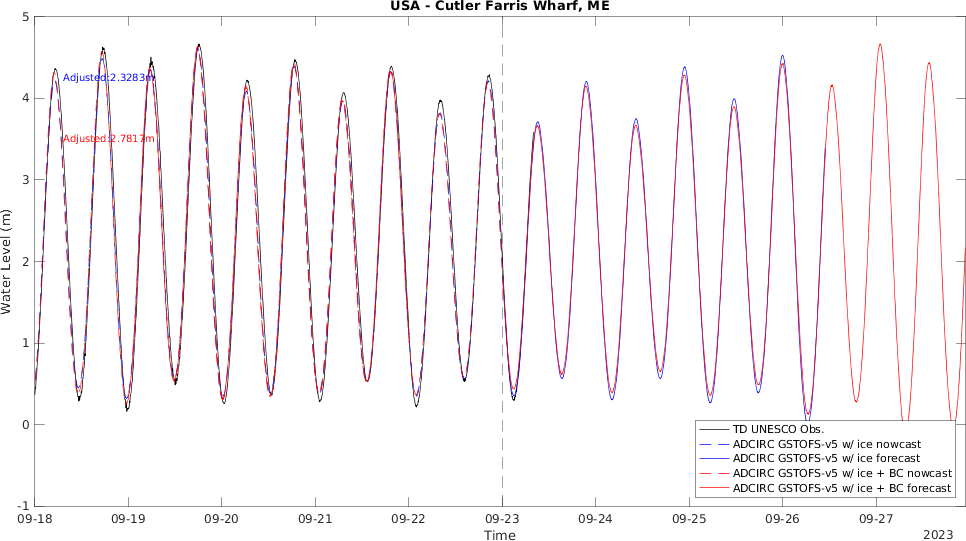 USA - Cutler Farris Wharf, ME
5
4
3
2
1
0
-1
Water Level (m)
Adjusted:2.3283m
Adjusted:2.7817m
TD UNESCO Obs.
ADCIRC GSTOFS-v5 w/ ice nowcast
ADCIRC GSTOFS-v5 w/ ice forecast
ADCIRC GSTOFS-v5 w/ ice + BC nowcast
ADCIRC GSTOFS-v5 w/ ice + BC forecast
09-18 09-19 09-20 09-21 09-22 09-23 09-24 09-25 09-26 09-27
Time
2023